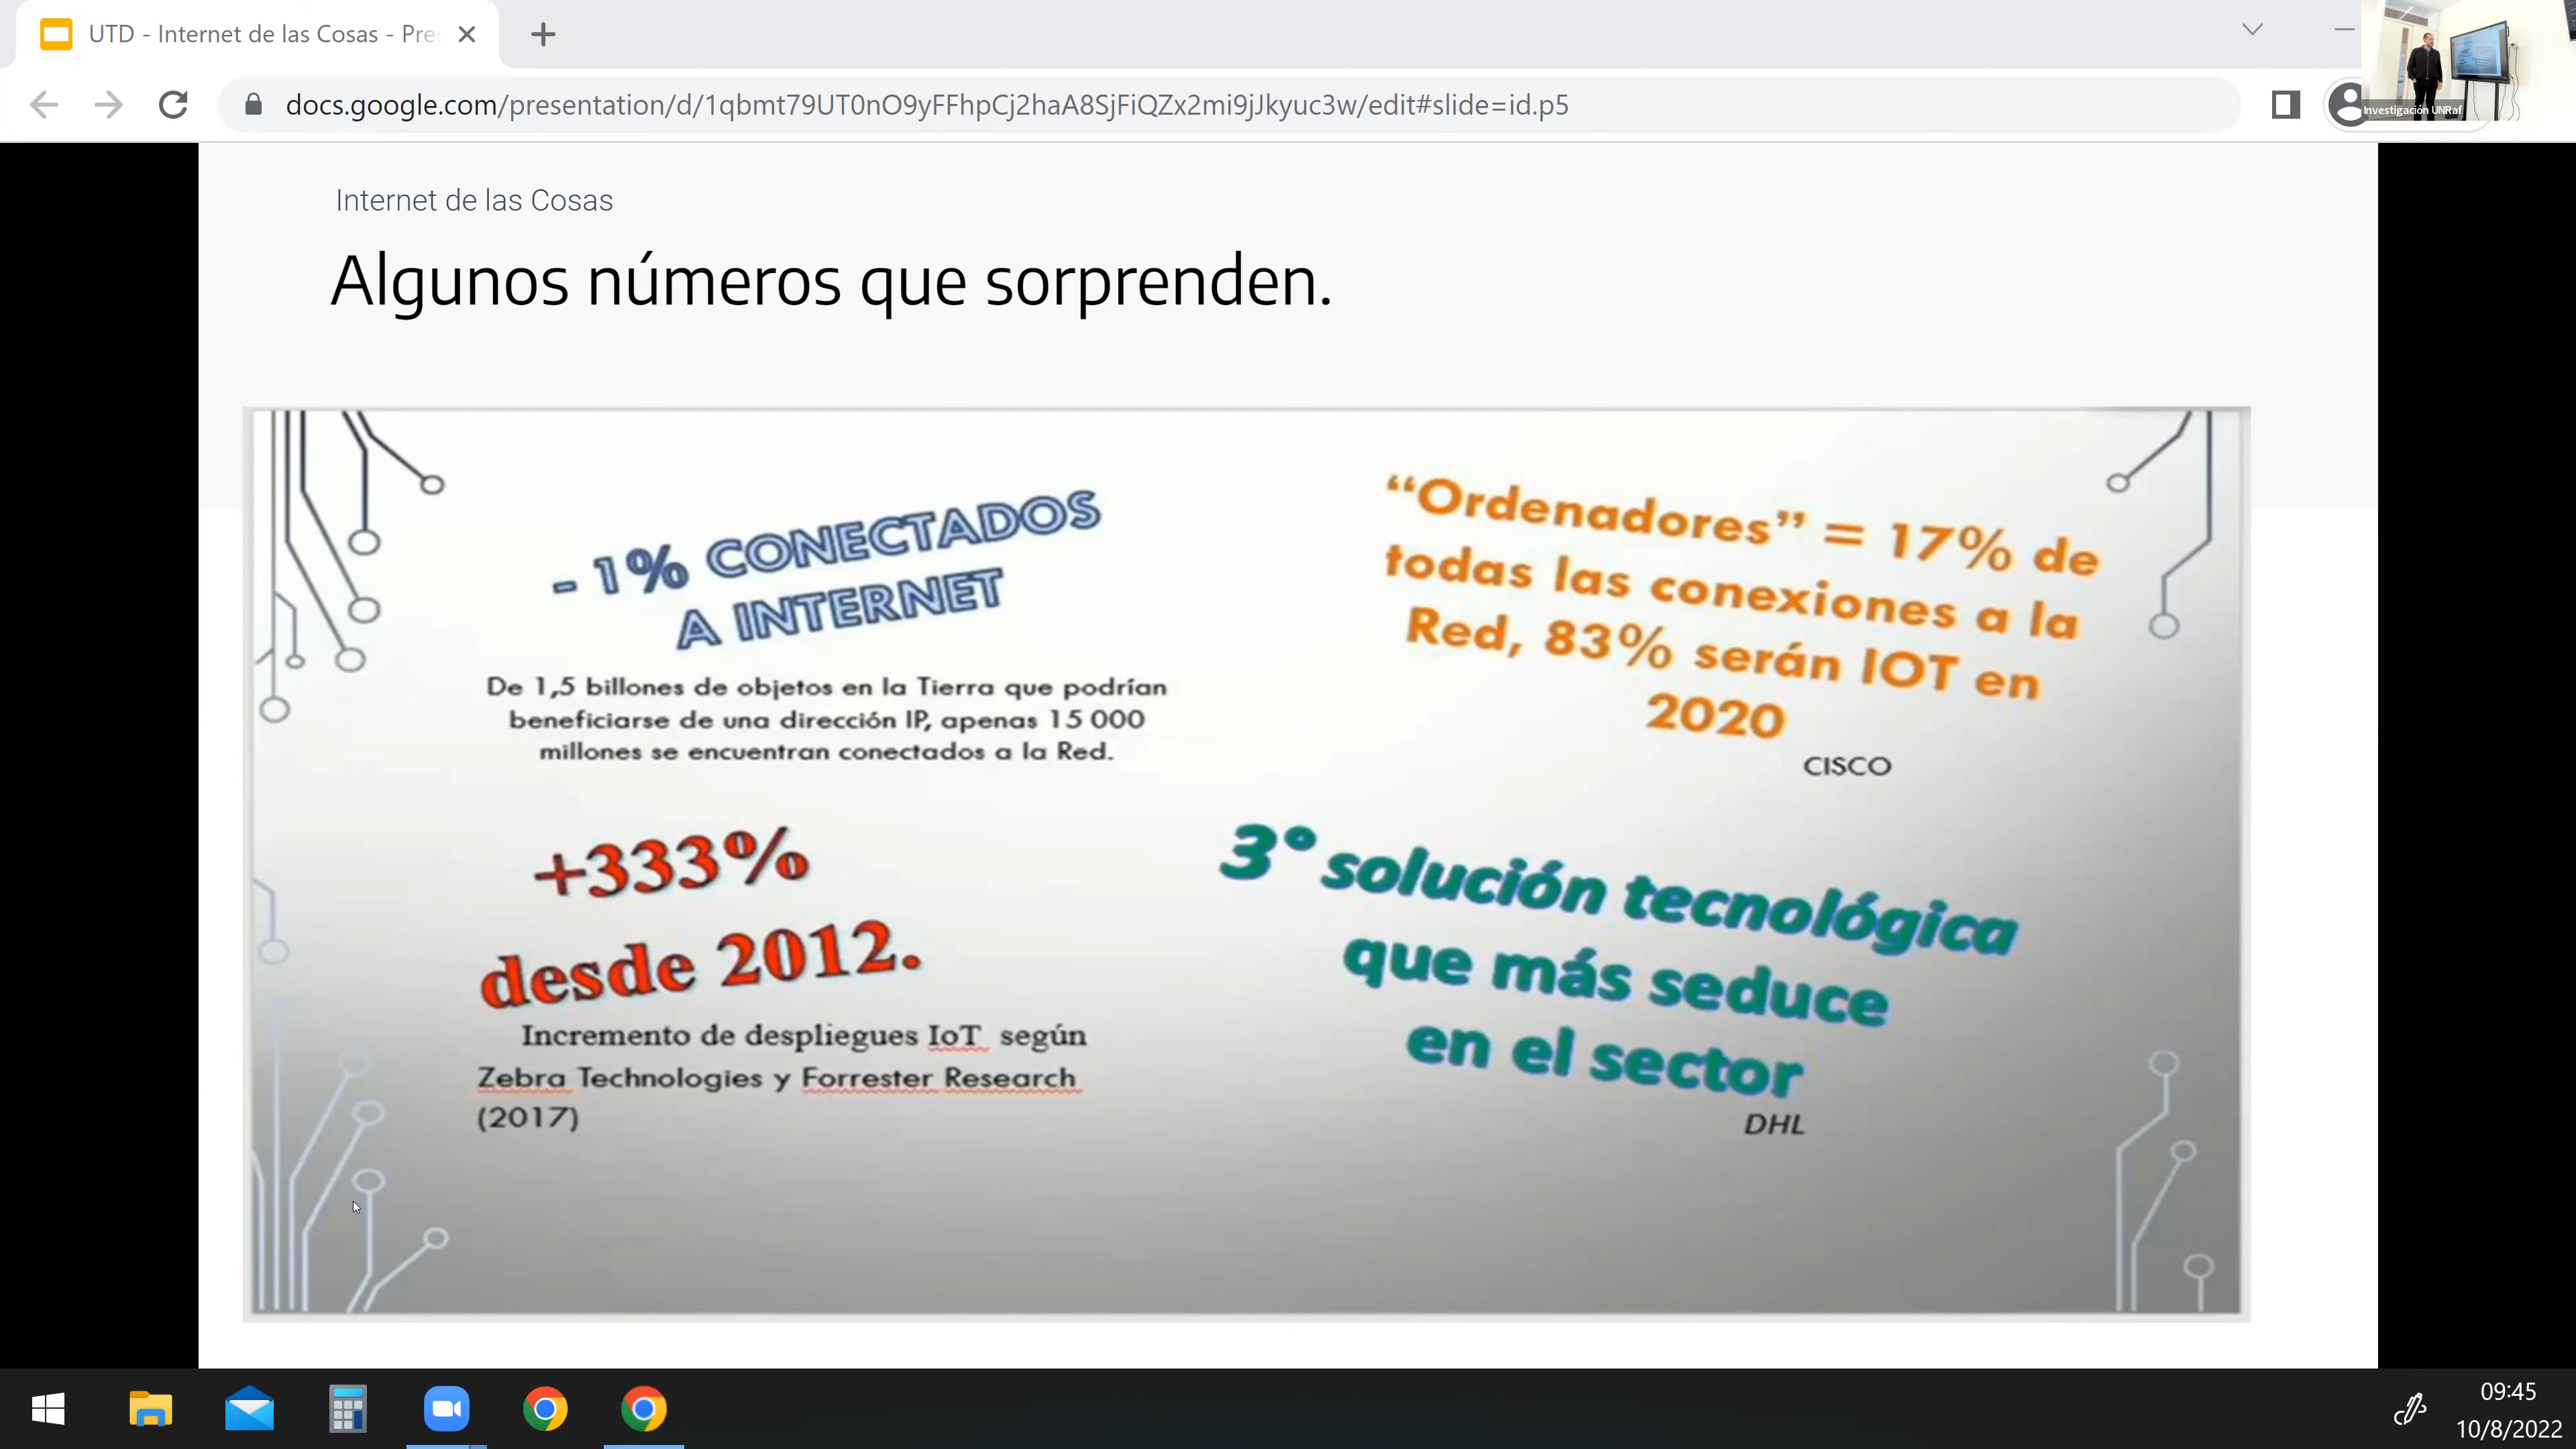 UTD - Internet de las Cosas - Pre
docs.google.com/presentation/d/1qbmt79UT0nO9yFFhpCj2haA8SjFiQZx2mi9jJkyuc3w/edit#slide=id.p5
Investigación UNRaf
Internet de las Cosas
Algunos números que sorprenden.
- 1% CONECTADOS
A INTERNET
De 1,5 billones de objetos en la Tierra que podrían
beneficiarse de una dirección IP, apenas 15 000
millones se encuentran conectados a la Red.
"Ordenadores" = 17% de
todas las conexiones a la
Red, 83% serán IOT en
2020
CISCO
+333%
desde 2012.
Incremento de despliegues IoT según
Zebra Technologies y Forrester Research
(2017)
3° solución tecnológica
que más seduce
en el sector
DHL
09:45
10/8/2022